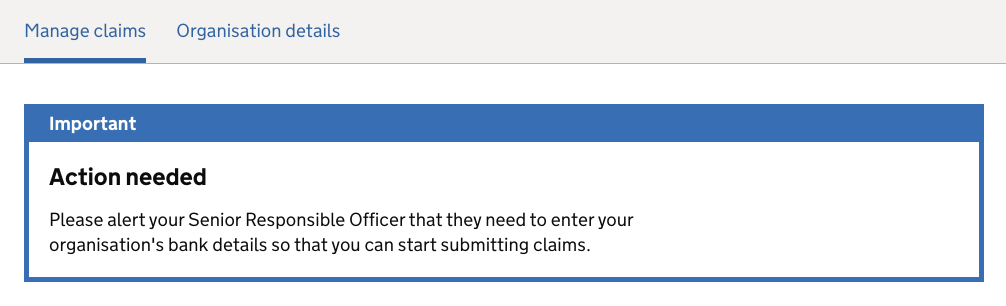 Manage claims Organisation details
Important
Action needed
Please alert your Senior Responsible Officer that they need to enter your
organisation's bank details so that you can start submitting claims.